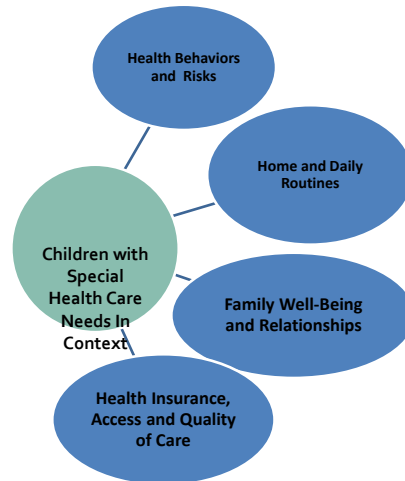 Health Behaviors
and Risks
Home and Daily
Routines
Children with
Special
Health Care
Needs In
Context
Family Well-Being
and Relationships
Health Insurance,
Access and Quality
of Care